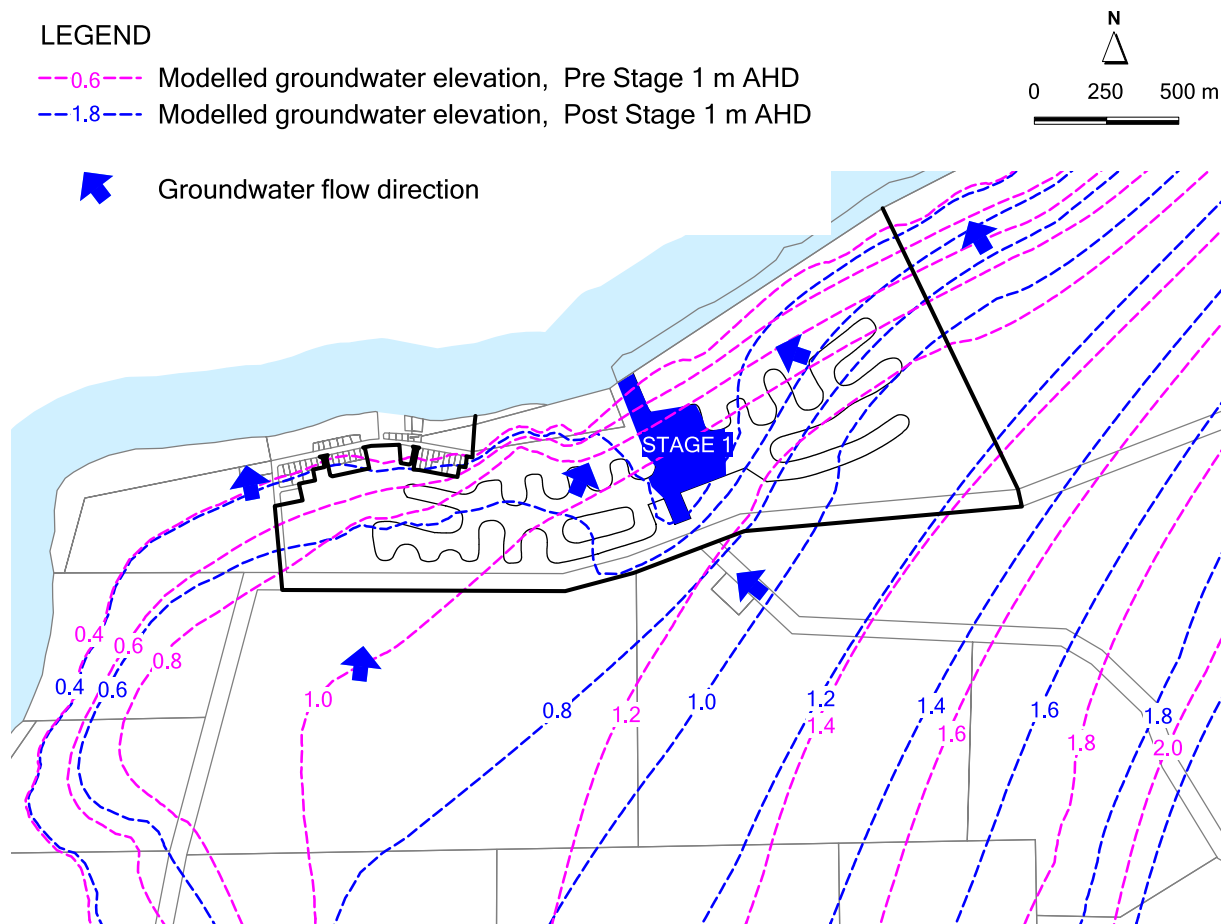 LEGEND
0.6 Modelled groundwater elevation, Pre Stage 1 m AHD
1.8 Modelled groundwater elevation, Post Stage 1 m AHD
Groundwater flow direction
N
0 250 500 m
STAGE 1
0.4
0.6
0.8
0.4
0.6
1.0
0.8
1.2
1.0
1.2
1.4
1.4
1.6
1.6
1.8
1.8
2.0